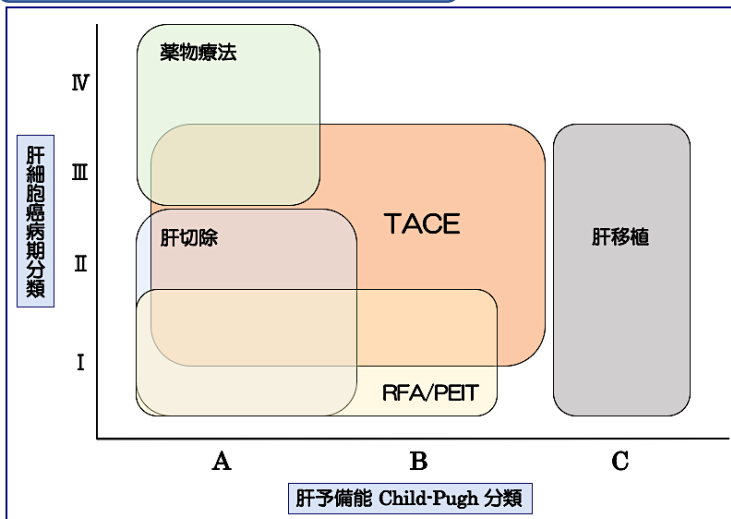 薬物療法
Ⅳ
Ⅲ
肝細胞癌病期分類
TACE
肝切除
肝移植
Ⅱ
Ⅰ
RFA/PEIT
A
B
C
肝予備能 Child-Pugh 分類